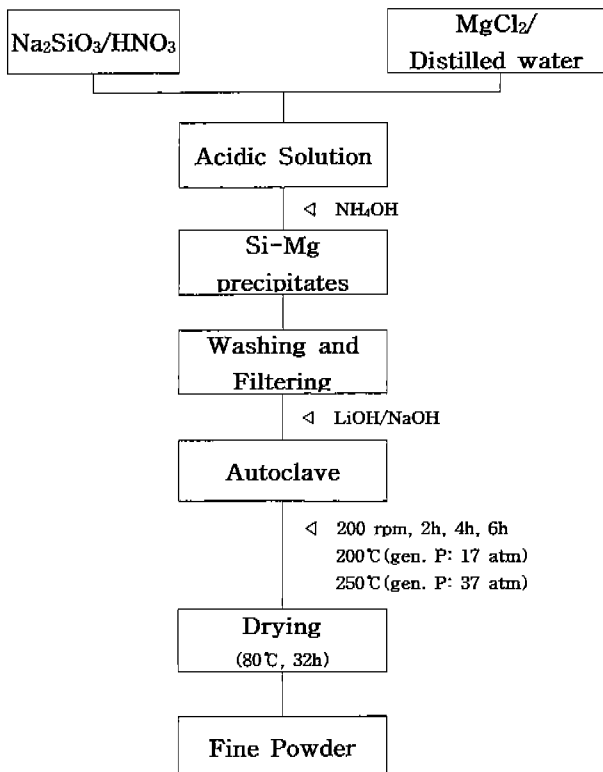 Na₂SiO₃/HNO₃
MgCl₂/
Distilled water
Acidic Solution
◁ NH₄OH
Si-Mg
precipitates
Washing and
Filtering
◁ LiOH/NaOH
Autoclave
◁ 200 rpm, 2h, 4h, 6h
200℃(gen. P: 17 atm)
250℃(gen. P: 37 atm)
Drying
(80℃, 32h)
Fine Powder